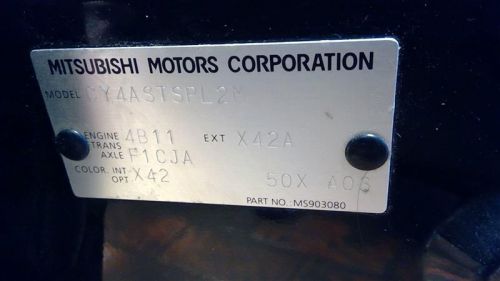 MITSUBISHI MOTORS CORPORATION
MODEL CY4ASTSPL2M
ENGINE 4B11 EXT X42A
TRANS
AXLE F1CJA
COLOR. INT X42 50X A06
OPT.
PART NO.: MS903080